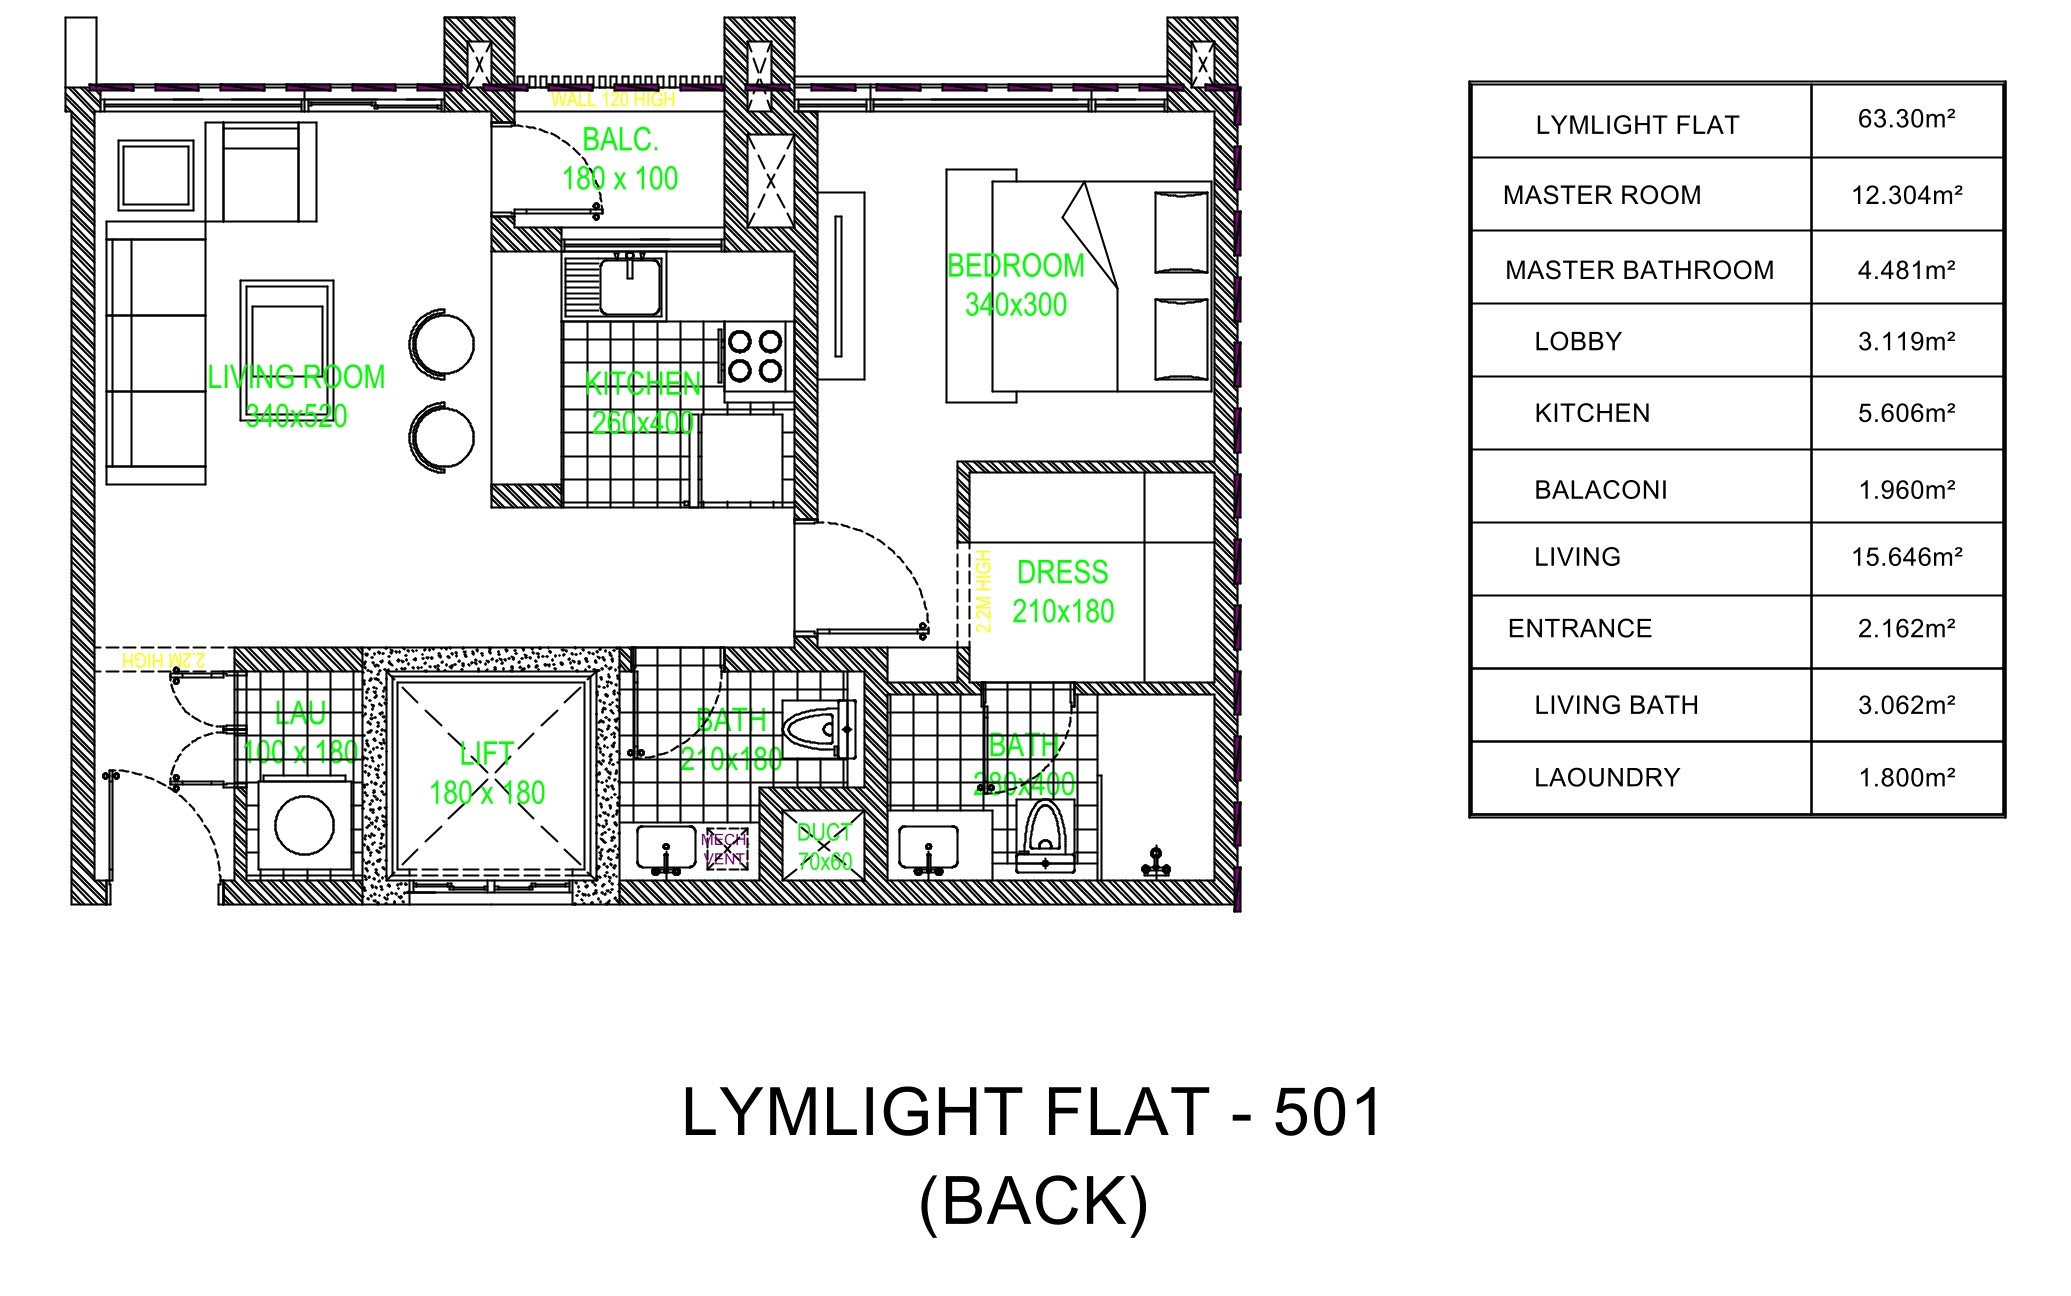 WALL 120 HIGH
BALC.
180 x 100
BEDROOM
340x300
LIVING ROOM
340x520
KITCHEN
260x400
2.2M HIGH
DRESS
210x180
2.2M HIGH
LAU
100 x 180
LIFT
180 x 180
BATH
210x180
BATH
280x400
MECH.
VENT
DUCT
70x60
LYMLIGHT FLAT 63.30m²
MASTER ROOM 12.304m²
MASTER BATHROOM 4.481m²
LOBBY 3.119m²
KITCHEN 5.606m²
BALACONI 1.960m²
LIVING 15.646m²
ENTRANCE 2.162m²
LIVING BATH 3.062m²
LAOUNDRY 1.800m²
LYMLIGHT FLAT - 501
(BACK)